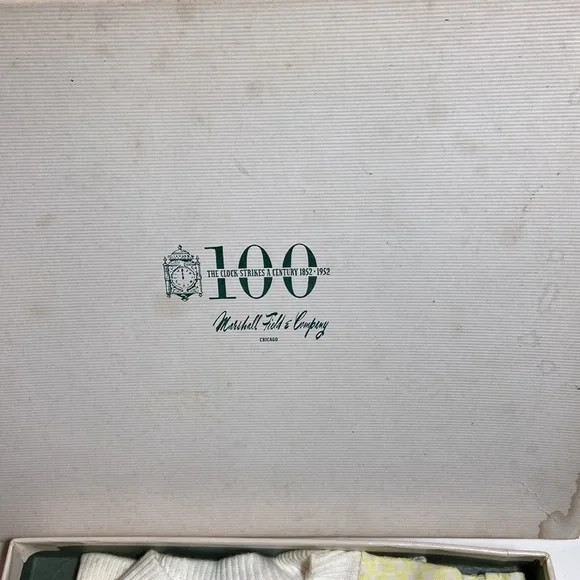 100
THE CLOCK STRIKES A CENTURY 1852 • 1952
Marshall Field & Company
CHICAGO